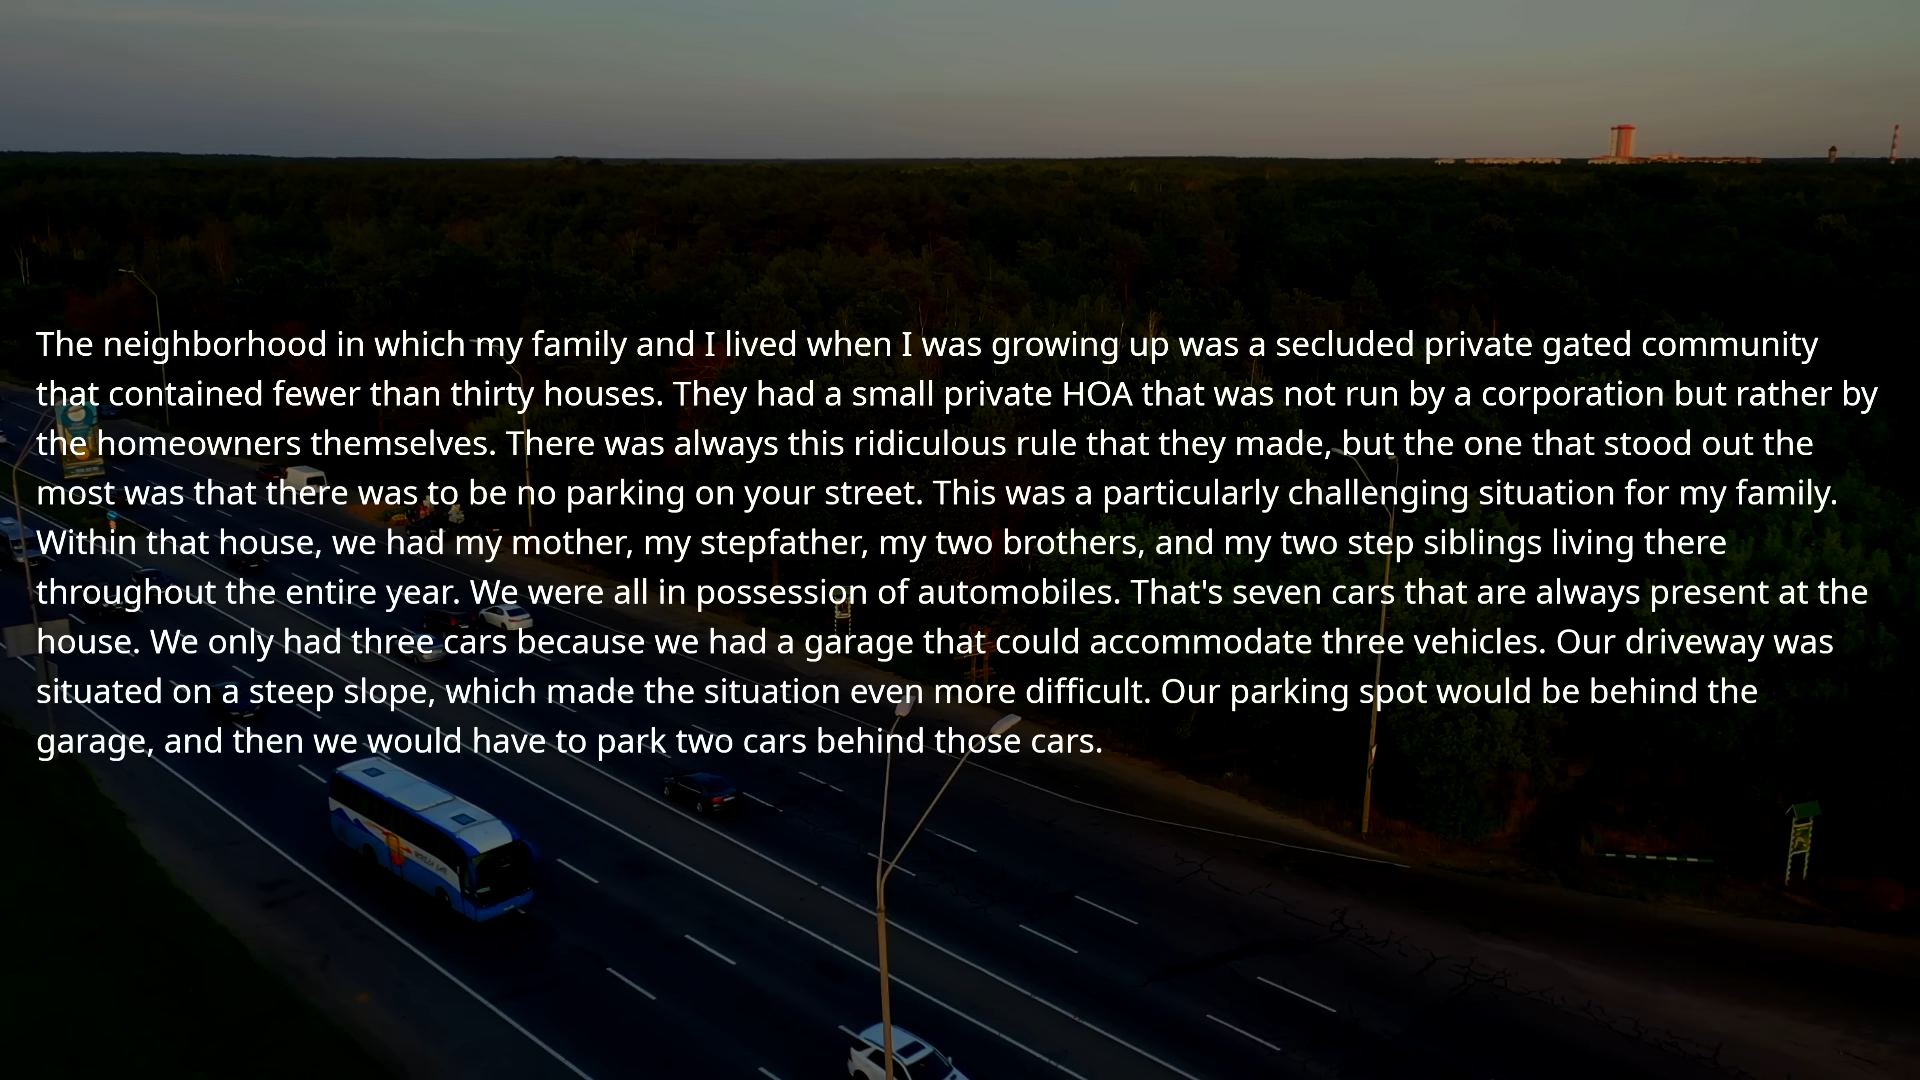 The neighborhood in which my family and I lived when I was growing up was a secluded private gated community
that contained fewer than thirty houses. They had a small private HOA that was not run by a corporation but rather by
the homeowners themselves. There was always this ridiculous rule that they made, but the one that stood out the
most was that there was to be no parking on your street. This was a particularly challenging situation for my family.
Within that house, we had my mother, my stepfather, my two brothers, and my two step siblings living there
throughout the entire year. We were all in possession of automobiles. That's seven cars that are always present at the
house. We only had three cars because we had a garage that could accommodate three vehicles. Our driveway was
situated on a steep slope, which made the situation even more difficult. Our parking spot would be behind the
garage, and then we would have to park two cars behind those cars.